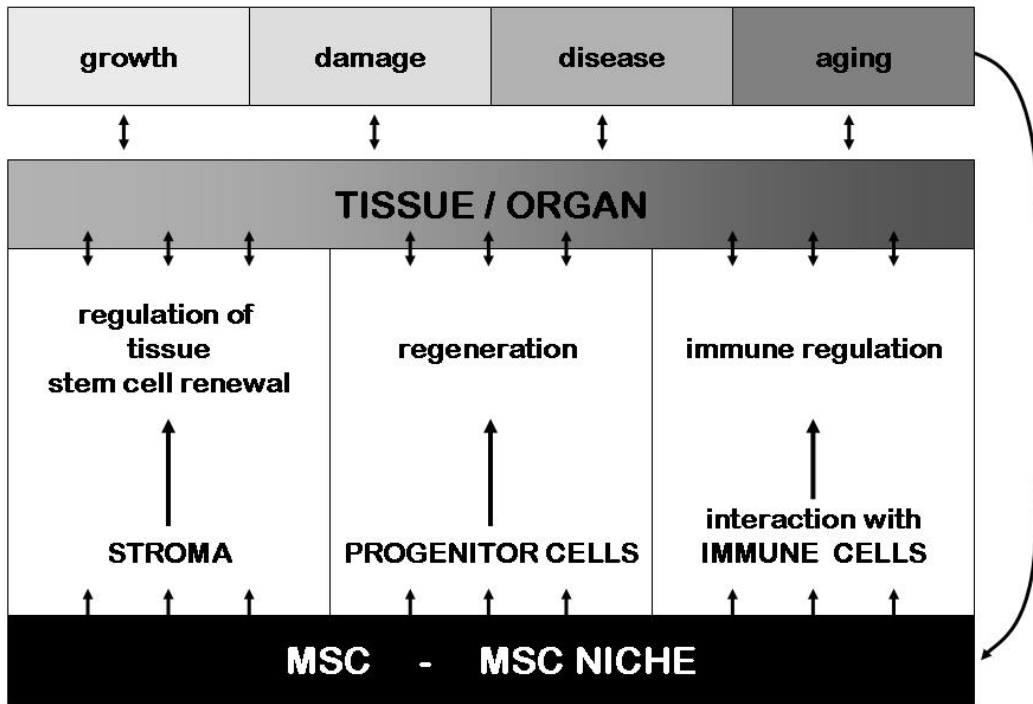 growth damage disease aging
TISSUE / ORGAN
regulation of
tissue
stem cell renewal
regeneration
immune regulation
STROMA
PROGENITOR CELLS
interaction with
IMMUNE CELLS
MSC - MSC NICHE